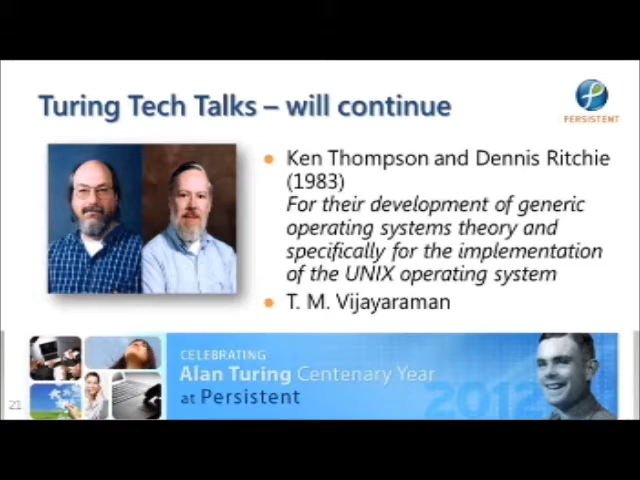 Turing Tech Talks – will continue
PERSISTENT
Ken Thompson and Dennis Ritchie
(1983)
For their development of generic
operating systems theory and
specifically for the implementation
of the UNIX operating system
T. M. Vijayaraman
CELEBRATING
Alan Turing Centenary Year
at Persistent
2012
21